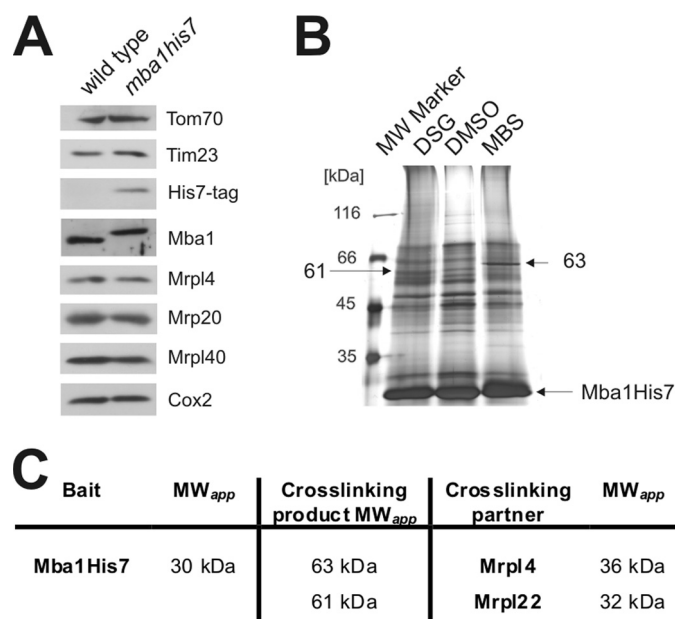 A
wild type
mba1his7
Tom70
Tim23
His7-tag
Mba1
Mrpl4
Mrp20
Mrpl40
Cox2
B
MW Marker
DSG
DMSO
MBS
[kDa]
116
66
61
63
45
35
Mba1His7
C
Bait MWapp Crosslinking product MWapp Crosslinking partner MWapp
Mba1His7 30 kDa 63 kDa Mrpl4 36 kDa
61 kDa Mrpl22 32 kDa